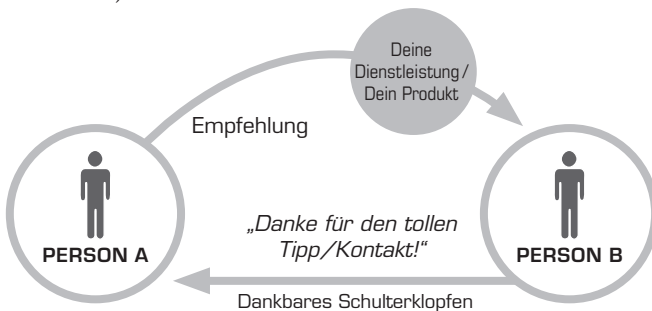 Deine
Dienstleistung/
Dein Produkt
Empfehlung
PERSON A
„Danke für den tollen
Tipp/Kontakt!“
PERSON B
Dankbares Schulterklopfen